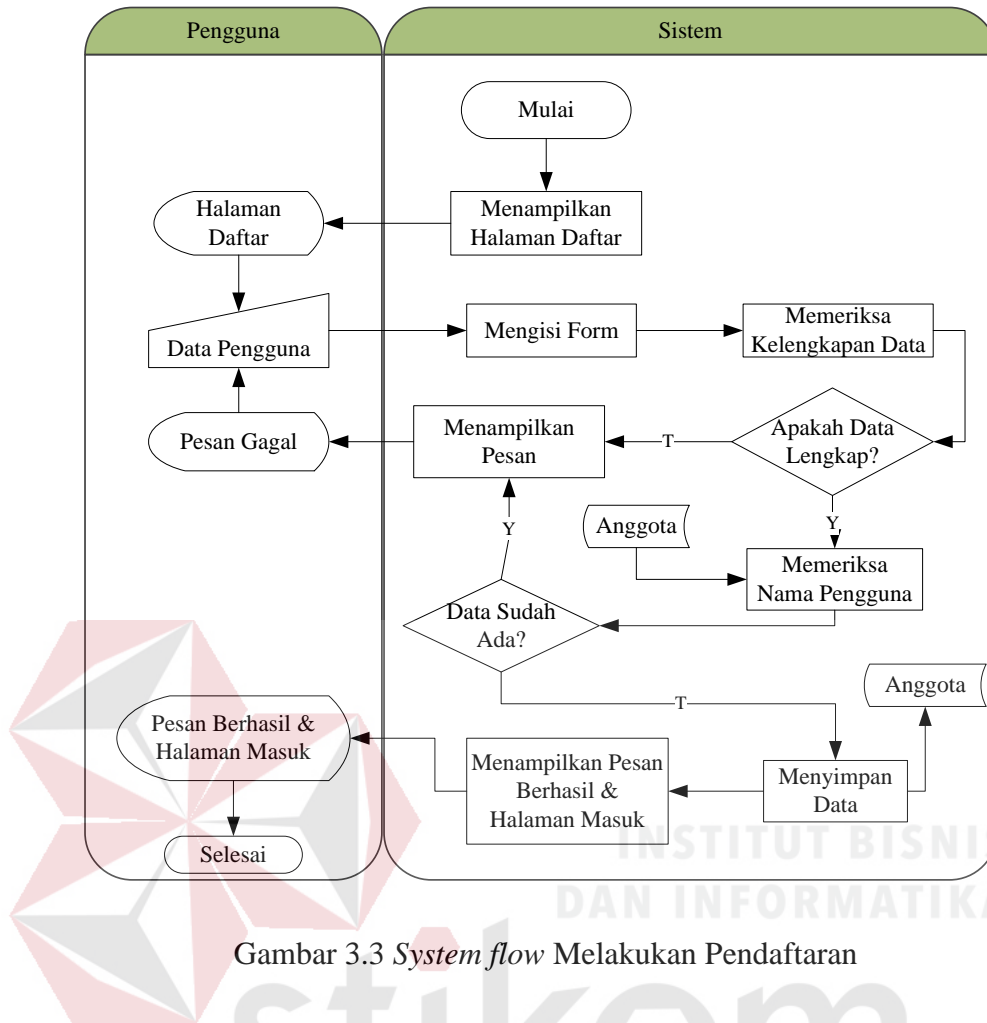 Pengguna
Sistem
Mulai
Halaman
Daftar
Menampilkan
Halaman Daftar
Data Pengguna
Mengisi Form
Memeriksa
Kelengkapan Data
Pesan Gagal
Menampilkan
Pesan
T
Apakah Data
Lengkap?
Y
Anggota
Y
Memeriksa
Nama Pengguna
Data Sudah
Ada?
T
Anggota
Pesan Berhasil &
Halaman Masuk
Menampilkan Pesan
Berhasil &
Halaman Masuk
Menyimpan
Data
Selesai
INSTITUT BISNIS
DAN INFORMATIKA
Gambar 3.3 System flow Melakukan Pendaftaran
stikom